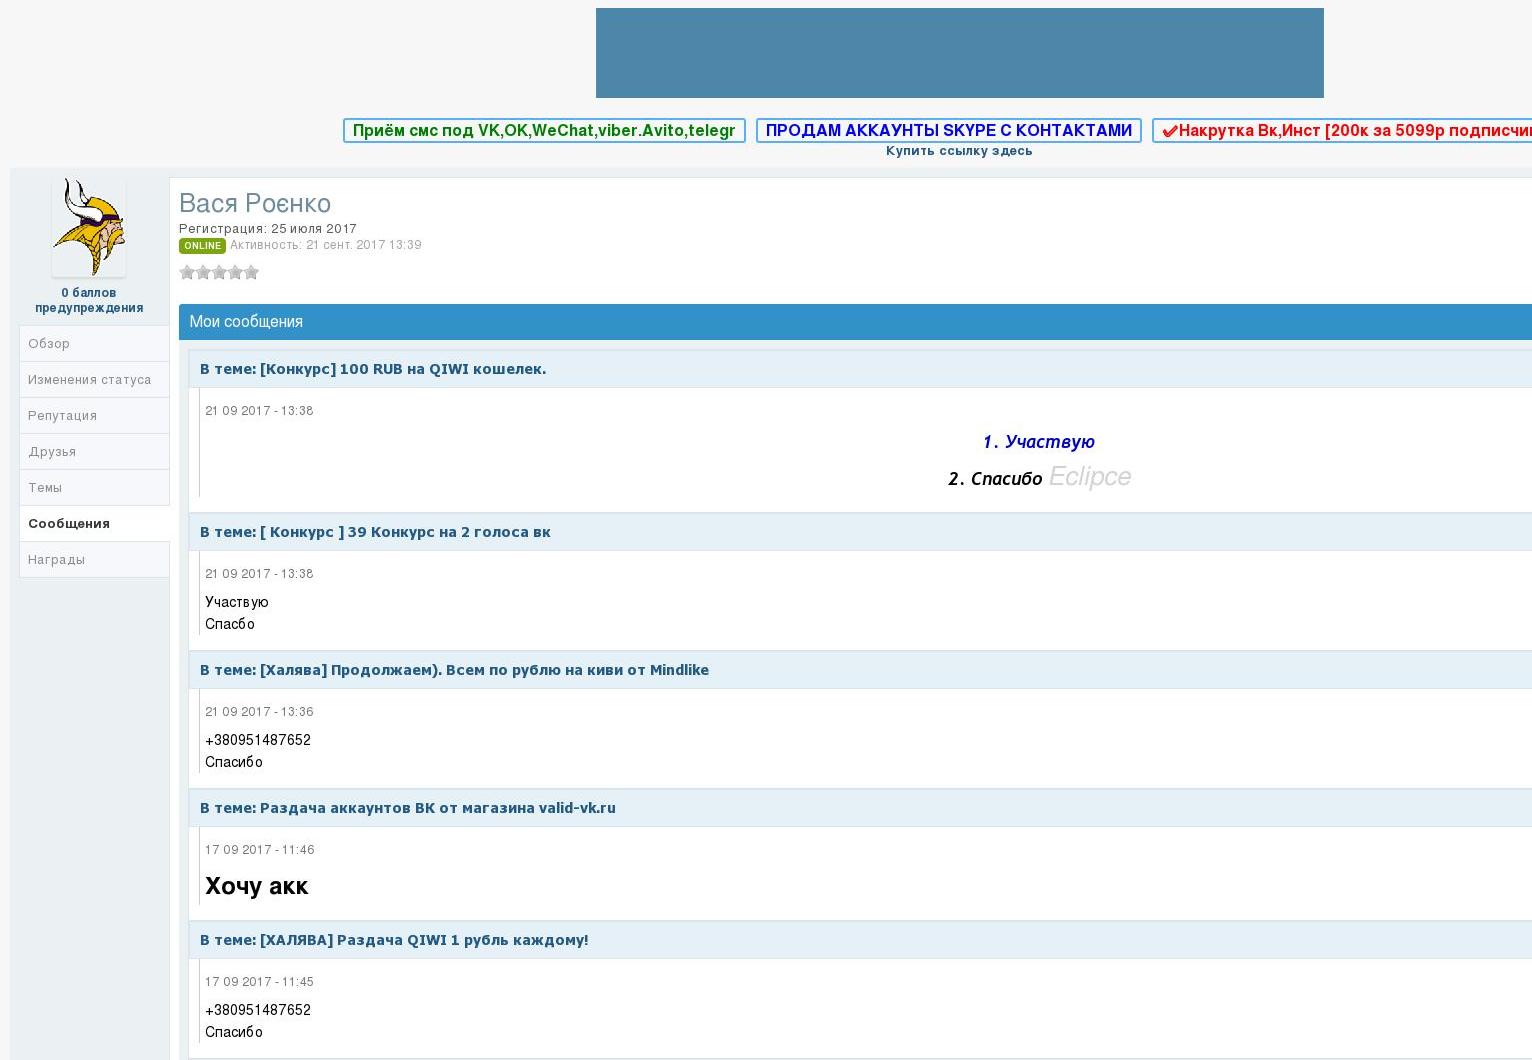 Приём смс под VK,OK,WeChat,viber.Avito,telegr
ПРОДАМ АККАУНТЫ SKYPE С КОНТАКТАМИ
✔Накрутка Вк,Инст [200к за 5099р
Купить ссылку здесь
0 баллов
предупреждения
Обзор
Изменения статуса
Репутация
Друзья
Темы
Сообщения
Награды
Вася Роєнко
Регистрация: 25 июля 2017
ONLINE Активность: 21 сент. 2017 13:39
Мои сообщения
В теме: [Конкурс] 100 RUB на QIWI кошелек.
21 09 2017 - 13:38
1. Участвую
2. Спасибо Eclipce
В теме: [ Конкурс ] 39 Конкурс на 2 голоса вк
21 09 2017 - 13:38
Участвую
Спасбо
В теме: [Халява] Продолжаем). Всем по рублю на киви от Mindlike
21 09 2017 - 13:36
+380951487652
Спасибо
В теме: Раздача аккаунтов ВК от магазина valid-vk.ru
17 09 2017 - 11:46
Хочу акк
В теме: [ХАЛЯВА] Раздача QIWI 1 рубль каждому!
17 09 2017 - 11:45
+380951487652
Спасибо